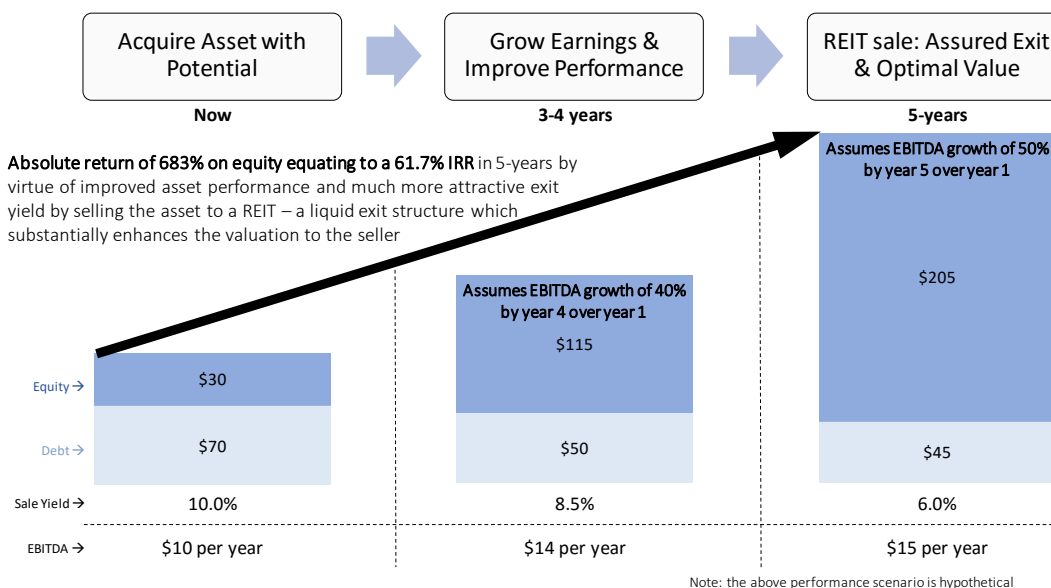 Acquire Asset with
Potential
Grow Earnings &
Improve Performance
REIT sale: Assured Exit
& Optimal Value
Now
3-4 years
5-years
Absolute return of 683% on equity equating to a 61.7% IRR in 5-years by
virtue of improved asset performance and much more attractive exit
yield by selling the asset to a REIT – a liquid exit structure which
substantially enhances the valuation to the seller
Assumes EBITDA growth of 50%
by year 5 over year 1
$205
Assumes EBITDA growth of 40%
by year 4 over year 1
$115
Equity → $30
Debt → $70 $50 $45
Sale Yield → 10.0% 8.5% 6.0%
EBITDA → $10 per year $14 per year $15 per year
Note: the above performance scenario is hypothetical